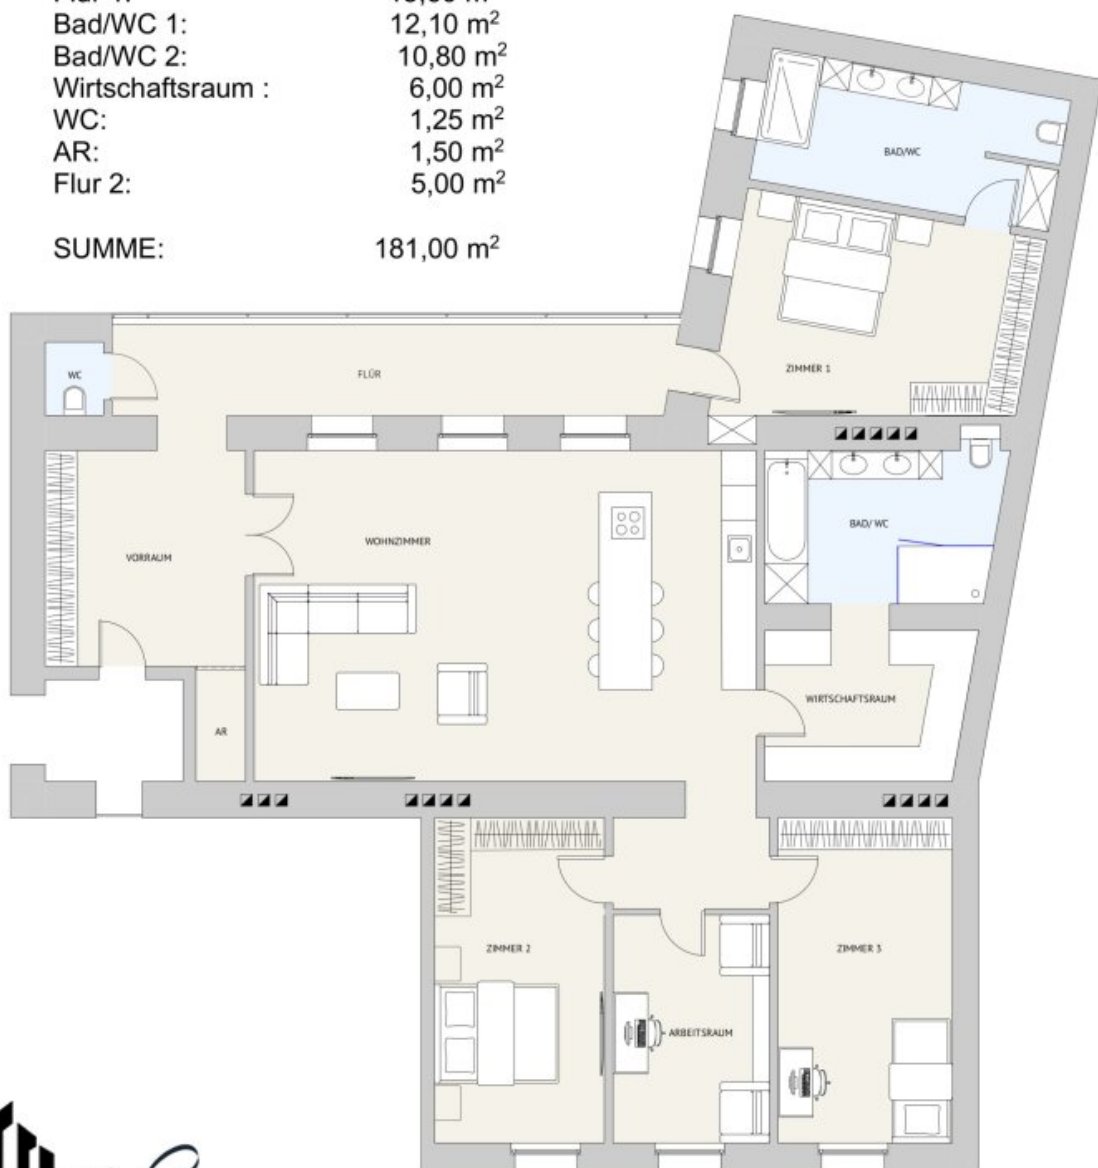 Bad/WC 1: 12,10 m²
Bad/WC 2: 10,80 m²
Wirtschaftsraum : 6,00 m²
WC: 1,25 m²
AR: 1,50 m²
Flur 2: 5,00 m²
SUMME: 181,00 m²
BAD/WC
ZIMMER 1
WC
FLÜR
BAD/ WC
WOHNZIMMER
VORRAUM
WIRTSCHAFTSRAUM
AR
ZIMMER 2
ZIMMER 3
ARBEITSRAUM